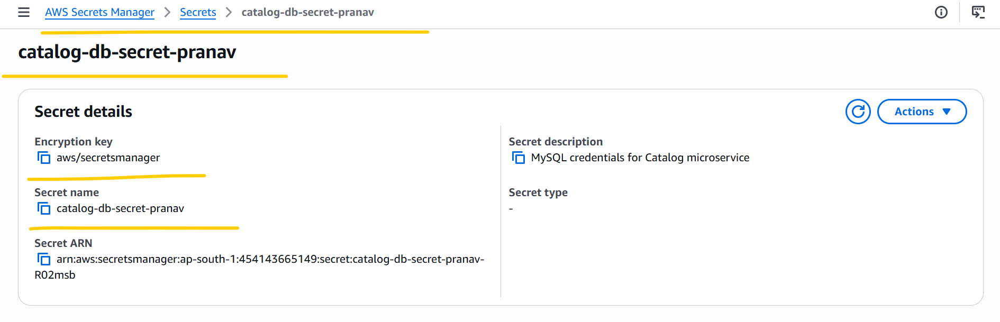 AWS Secrets Manager > Secrets > catalog-db-secret-pranav
catalog-db-secret-pranav
Secret details
Actions
Encryption key
aws/secretsmanager
Secret description
MySQL credentials for Catalog microservice
Secret name
catalog-db-secret-pranav
Secret type
-
Secret ARN
arn:aws:secretsmanager:ap-south-1:454143665149:secret:catalog-db-secret-pranav-
R02msb